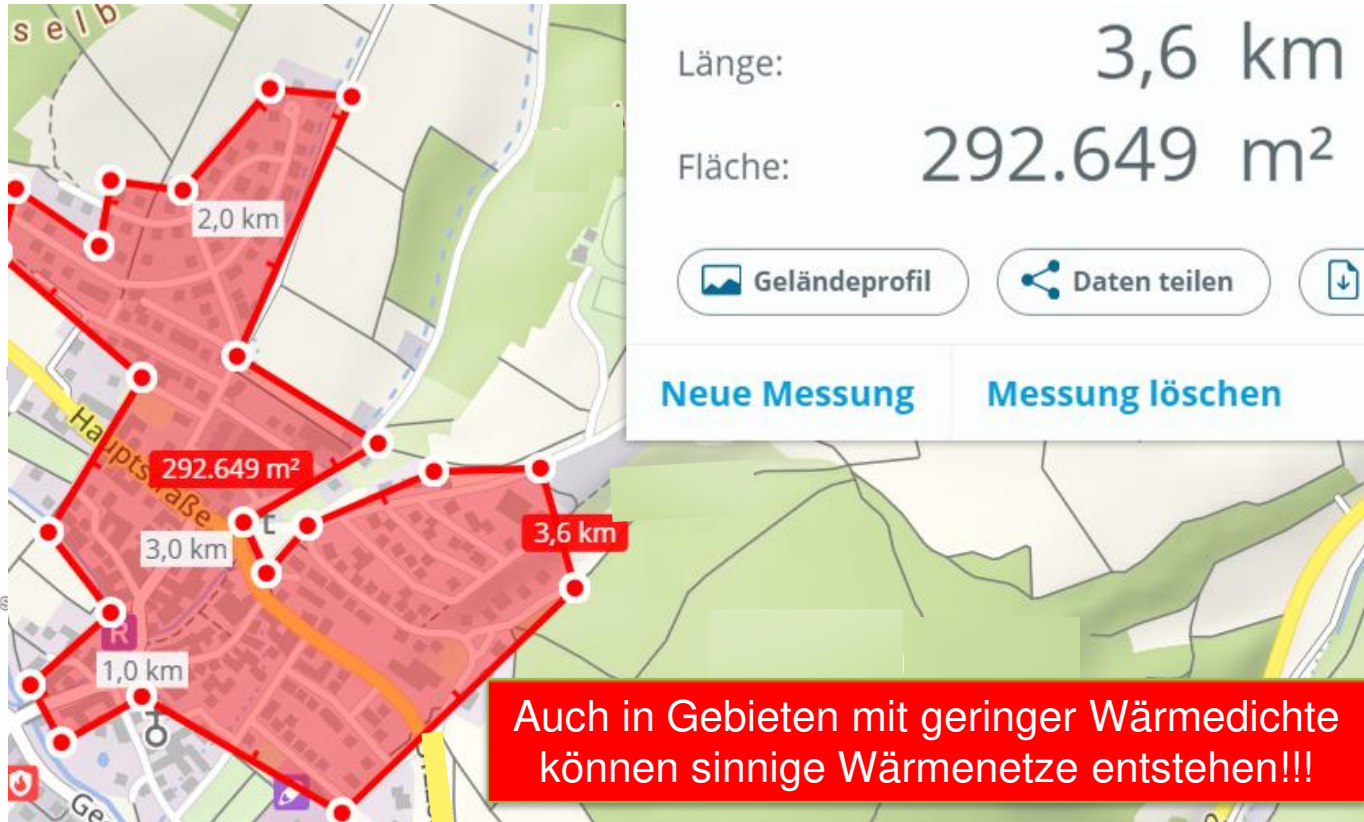 s e l b
Länge: 3,6 km
Fläche: 292.649 m²
2,0 km
Geländeprofil
Daten teilen
Neue Messung
Messung löschen
Hauptstraße
292.649 m²
t
3,0 km
3,6 km
R
1,0 km
Auch in Gebieten mit geringer Wärmedichte
können sinnige Wärmenetze entstehen!!!
Ge